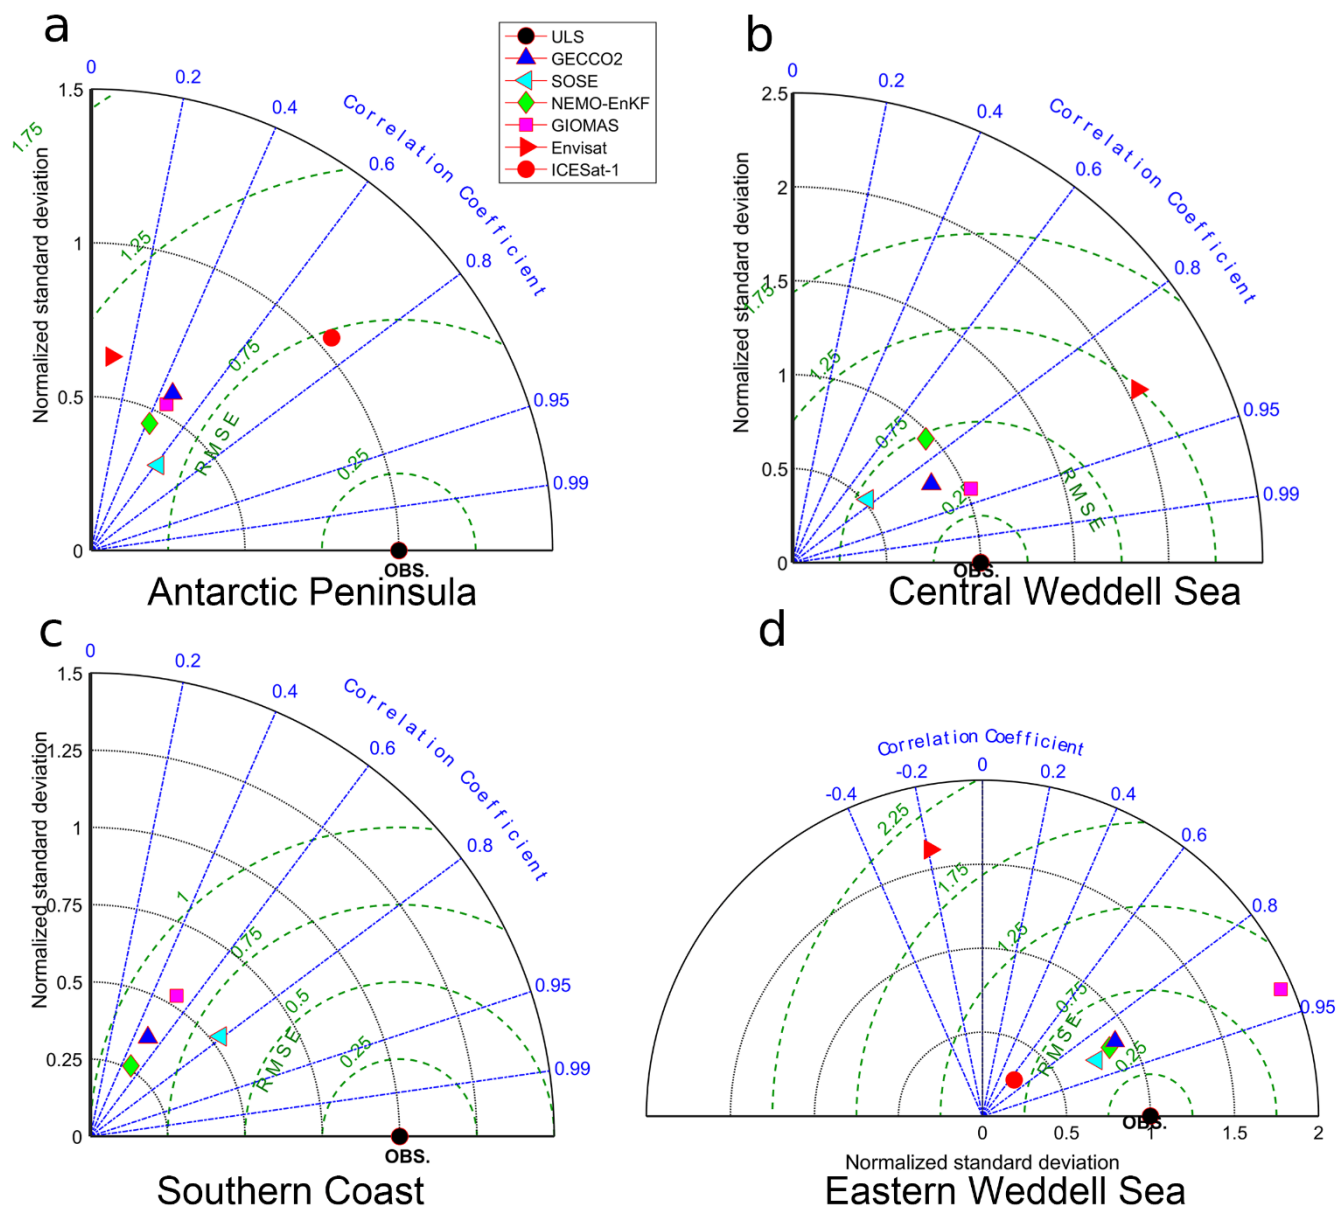 a
ULS
GECCO2
SOSE
NEMO-EnKF
GIOMAS
Envisat
ICESat-1
0
0.2
0.4
0.6
0.8
0.95
0.99
Correlation Coefficient
1.5
1
0.5
0
Normalized standard deviation
1.75
1.25
0.75
0.25
RMSE
OBS.
Antarctic Peninsula
b
0
0.2
0.4
0.6
0.8
0.95
0.99
Correlation Coefficient
2.5
2
1.5
1
0.5
0
Normalized standard deviation
1.75
1.25
0.75
RMSE
OBS.
Central Weddell Sea
c
0
0.2
0.4
0.6
0.8
0.95
0.99
Correlation Coefficient
1.5
1.25
1
0.75
0.5
0.25
0
Normalized standard deviation
1
0.75
0.5
0.25
RMSE
OBS.
Southern Coast
d
Correlation Coefficient
-0.4
-0.2
0
0.2
0.4
0.6
0.8
0.95
2.25
1.75
1.25
0.75
0.25
RMSE
OBS.
0
0.5
1
1.5
2
Normalized standard deviation
Eastern Weddell Sea